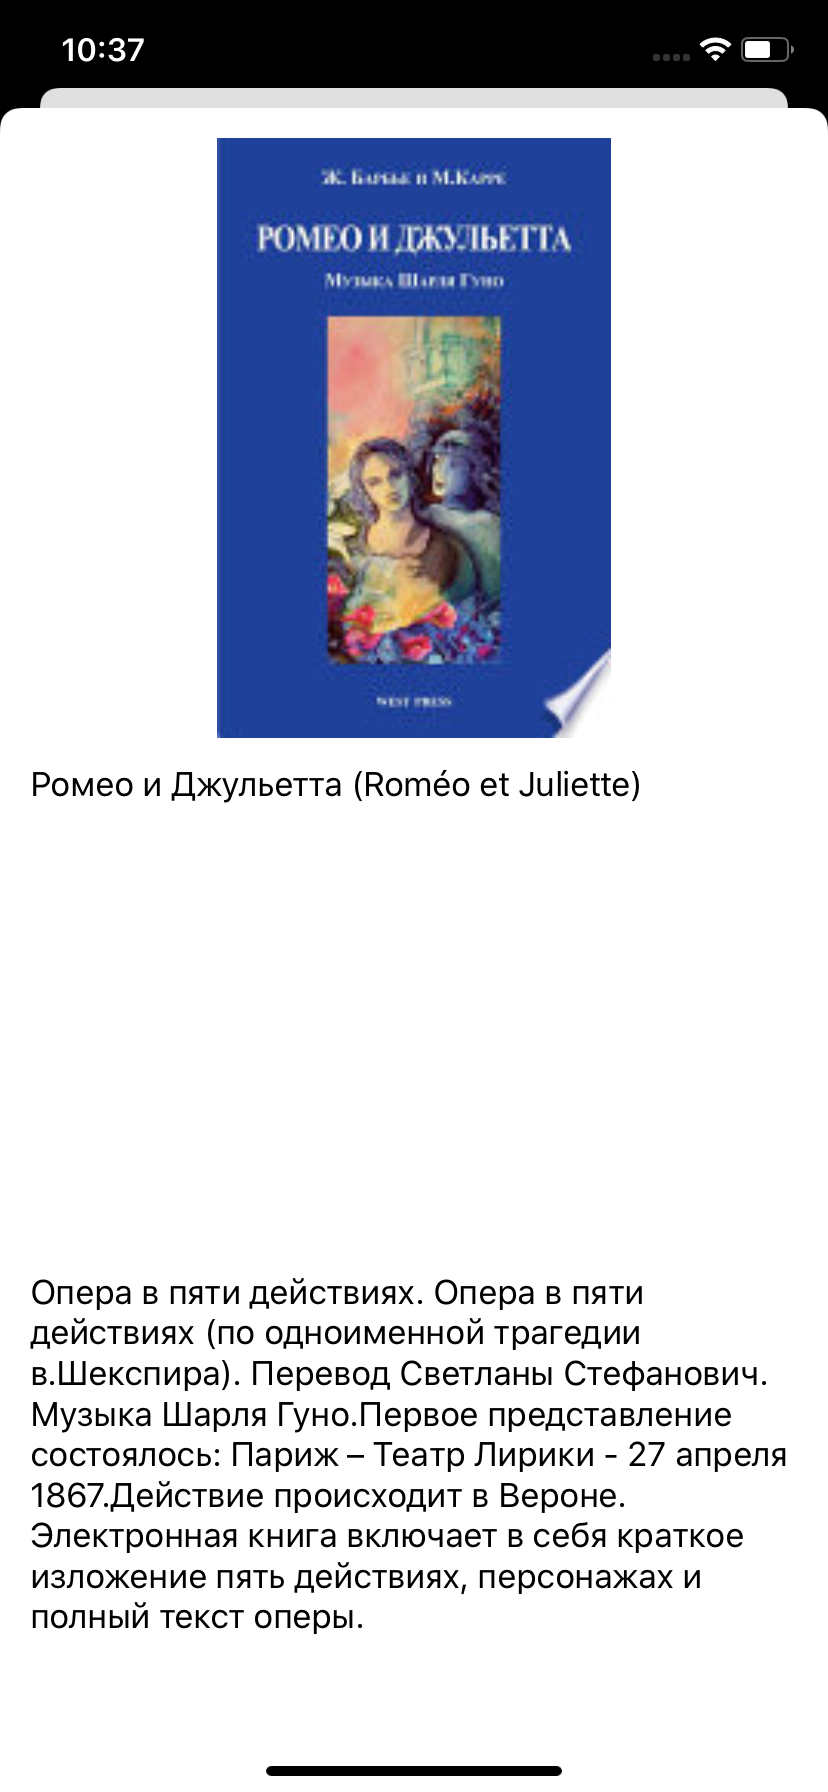 10:37
Ж. Барбье и М.Карре
РОМЕО И ДЖУЛЬЕТТА
Музыка Шарля Гуно
WEST PRESS
Ромео и Джульетта (Roméo et Juliette)
Опера в пяти действиях. Опера в пяти
действиях (по одноименной трагедии
в.Шекспира). Перевод Светланы Стефанович.
Музыка Шарля Гуно.Первое представление
состоялось: Париж – Театр Лирики - 27 апреля
1867.Действие происходит в Вероне.
Электронная книга включает в себя краткое
изложение пять действиях, персонажах и
полный текст оперы.